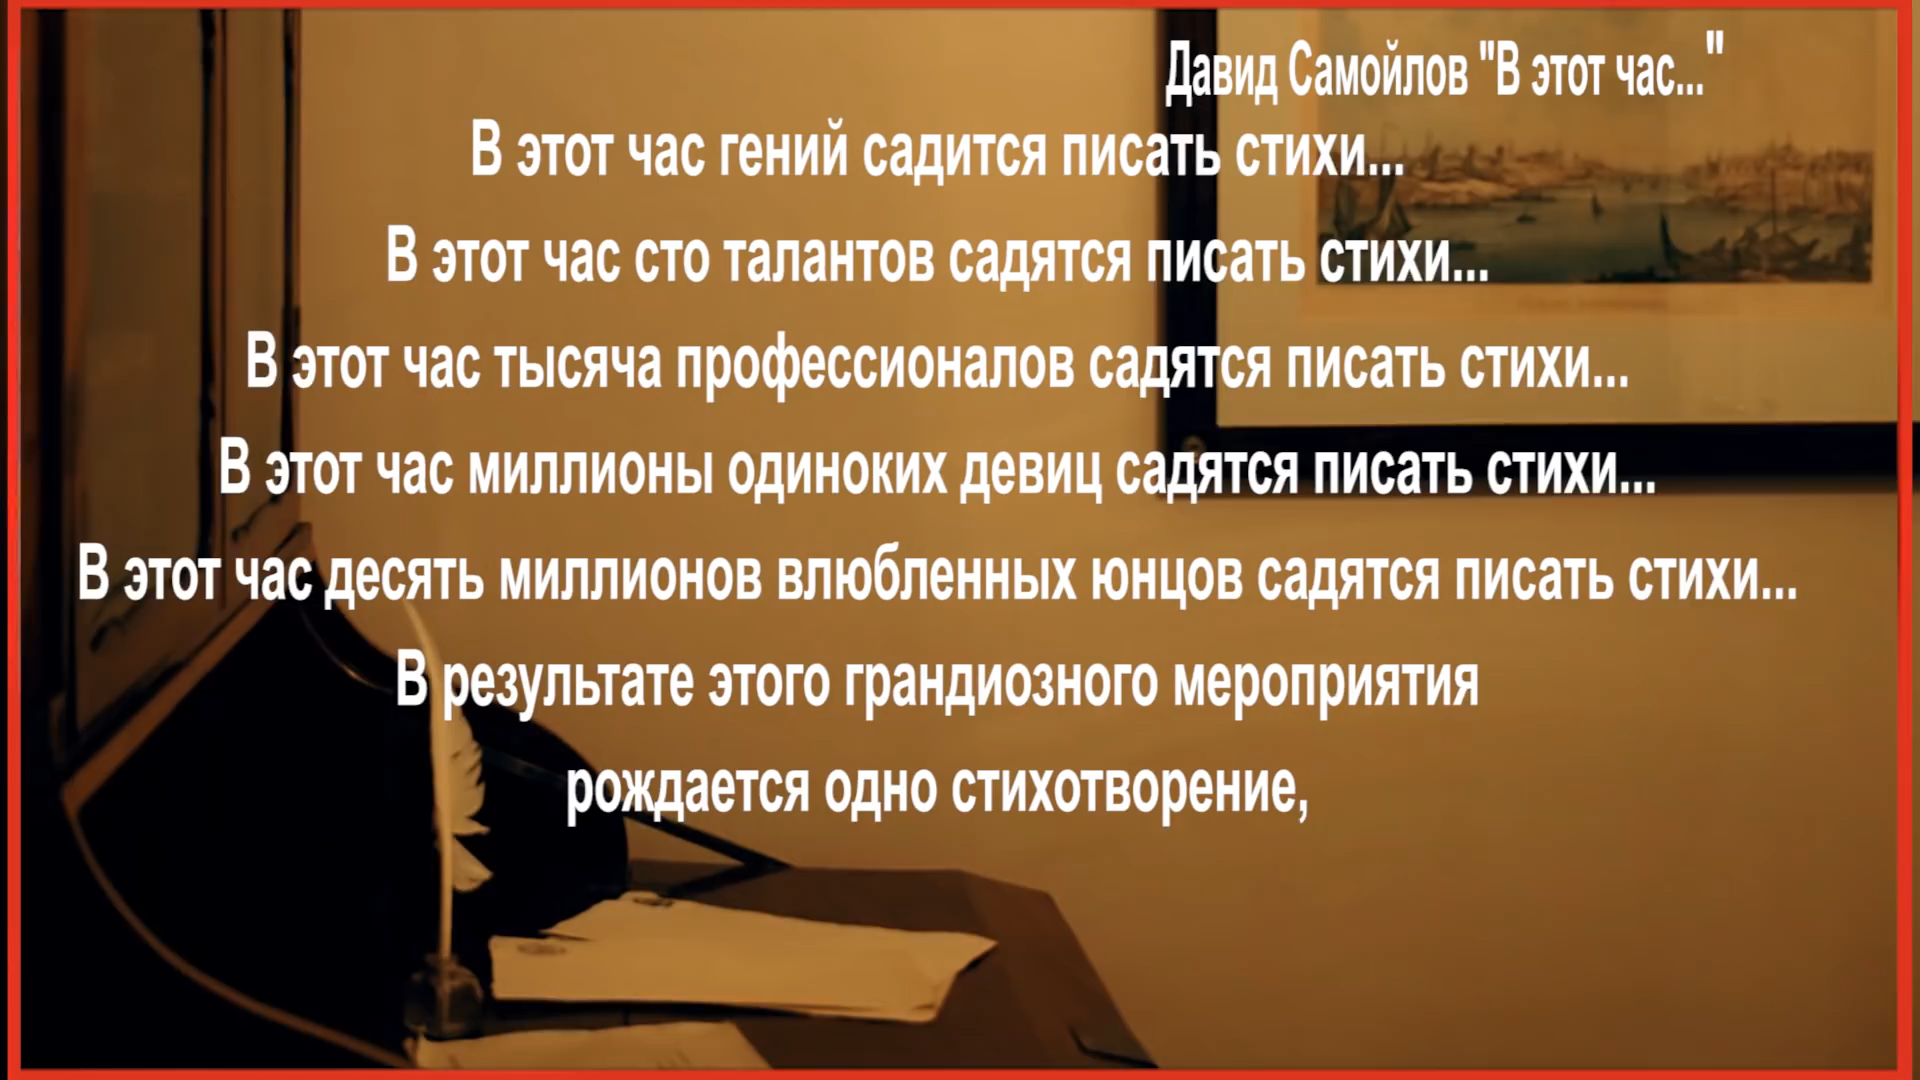 Давид Самойлов "В этот час..."
В этот час гений садится писать стихи...
В этот час сто талантов садятся писать стихи...
В этот час тысяча профессионалов садятся писать стихи...
В этот час миллионы одиноких девиц садятся писать стихи...
В этот час десять миллионов влюбленных юнцов садятся писать стихи...
В результате этого грандиозного мероприятия
рождается одно стихотворение,